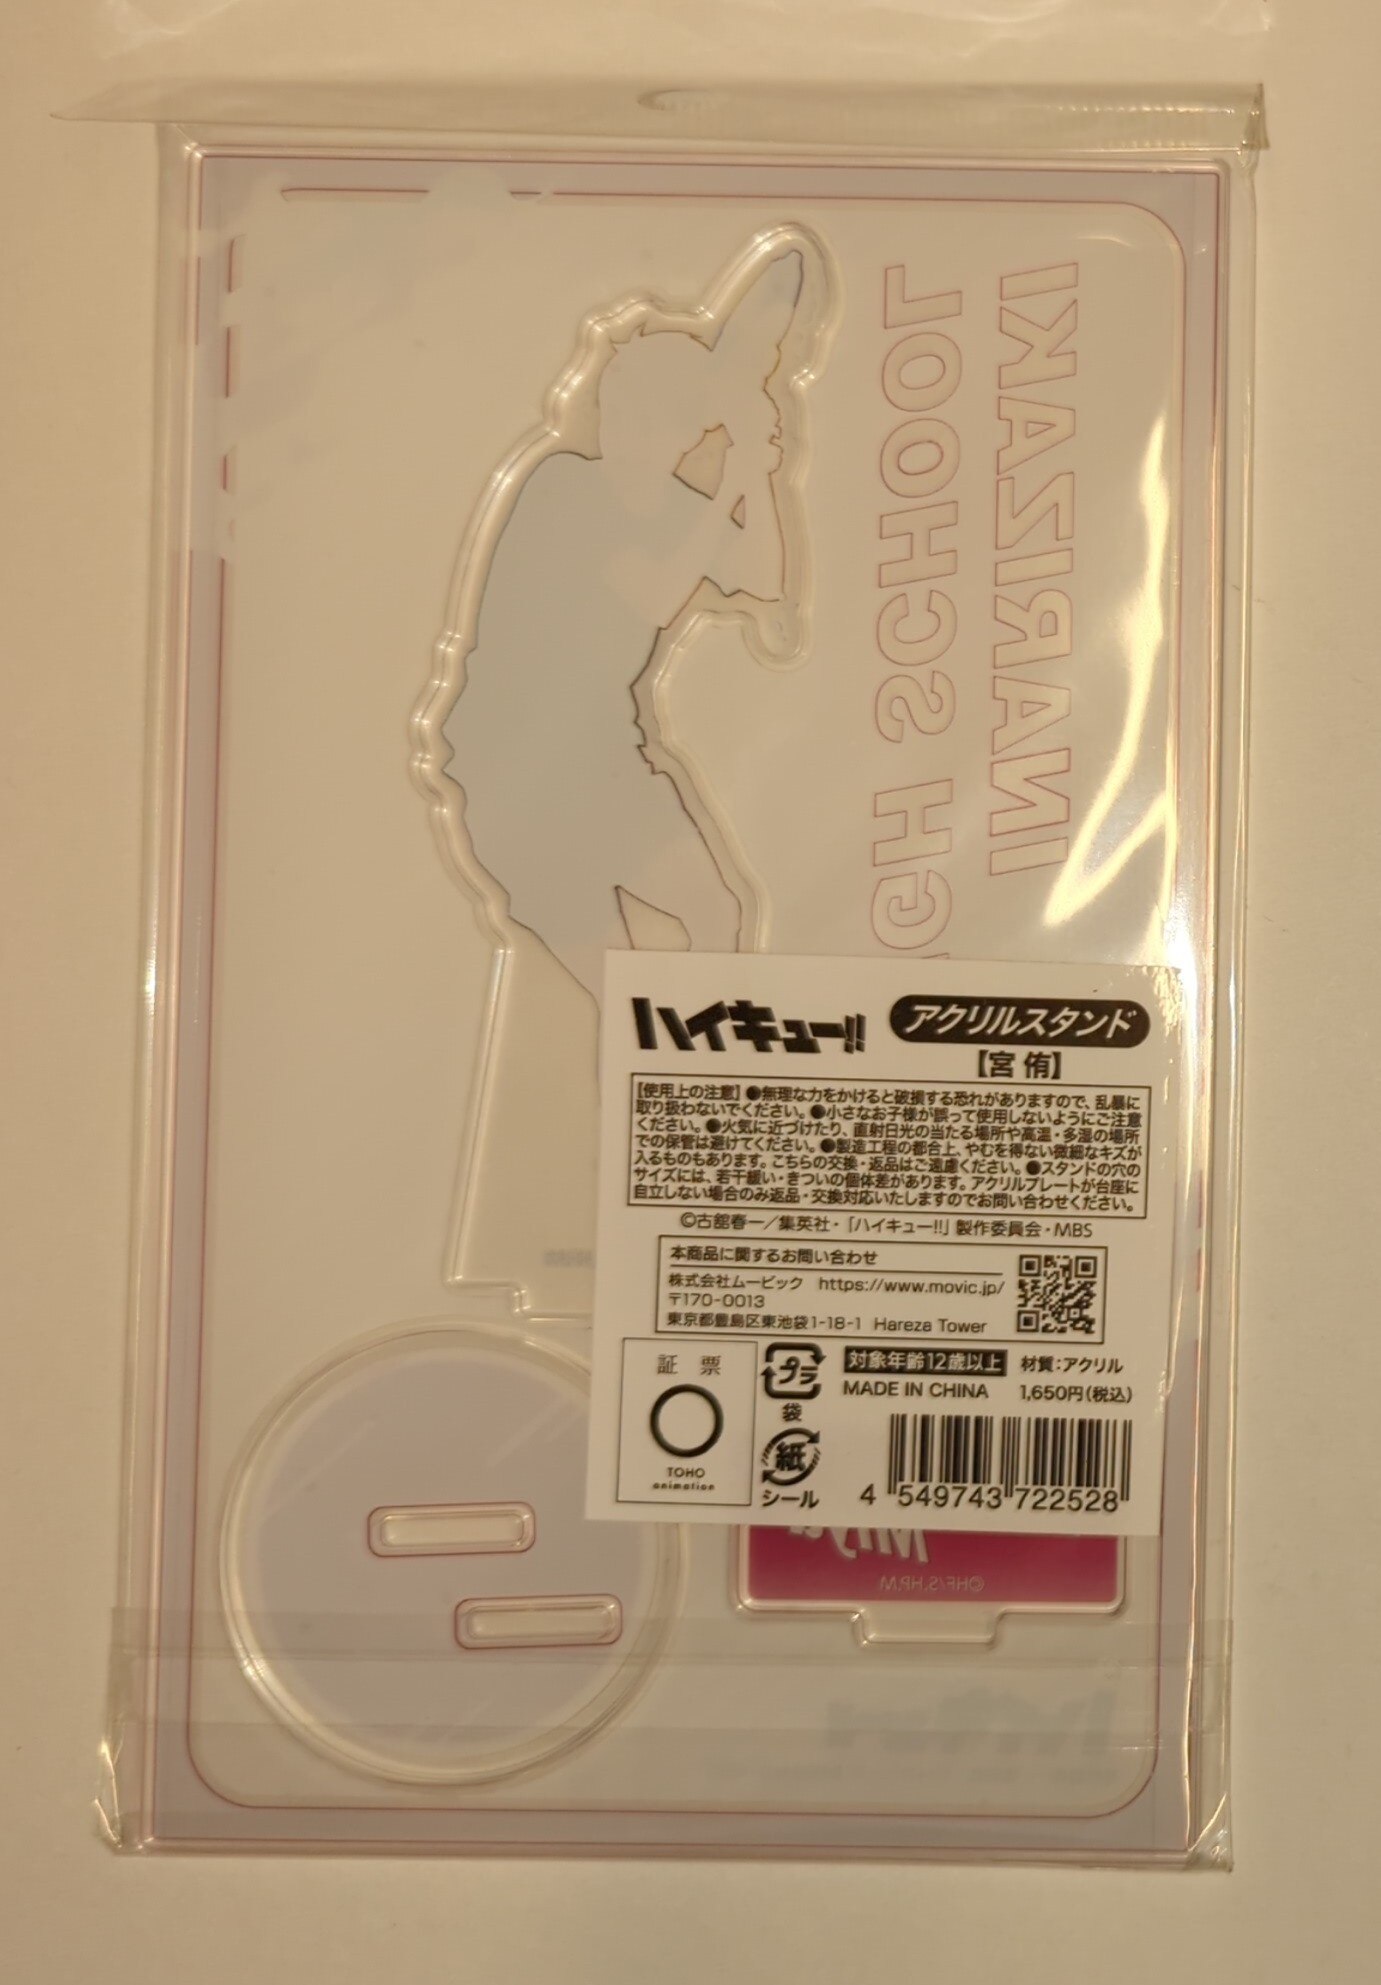 INARIZAKI
HIGH SCHOOL
ハイキュー!!
アクリルスタンド
【宮 侑】
【使用上の注意】●無理な力をかけると破損する恐れがありますので、乱暴に
取り扱わないでください。●小さなお子様が誤って使用しないようにご注意
ください。●火気に近づけたり、直射日光の当たる場所や高温・多湿の場所
での保管は避けてください。●製造工程の都合上、やむを得ない微細なキズが
入るものもあります。こちらの交換・返品はご遠慮ください。●スタンドの穴の
サイズには、若干緩い・きついの個体差があります。アクリルプレートが台座に
自立しない場合のみ返品・交換対応いたしますのでお問い合わせください。
©古舘春一／集英社・「ハイキュー!!」製作委員会・MBS
本商品に関するお問い合わせ
株式会社ムービック https://www.movic.jp/
〒170-0013
東京都豊島区東池袋1-18-1 Hareza Tower
証 票
TOHO
animation
プラ
袋
紙
シール
対象年齢12歳以上 材質：アクリル
MADE IN CHINA 1,650円(税込)
4 549743 722528
©HF/S,HP,M